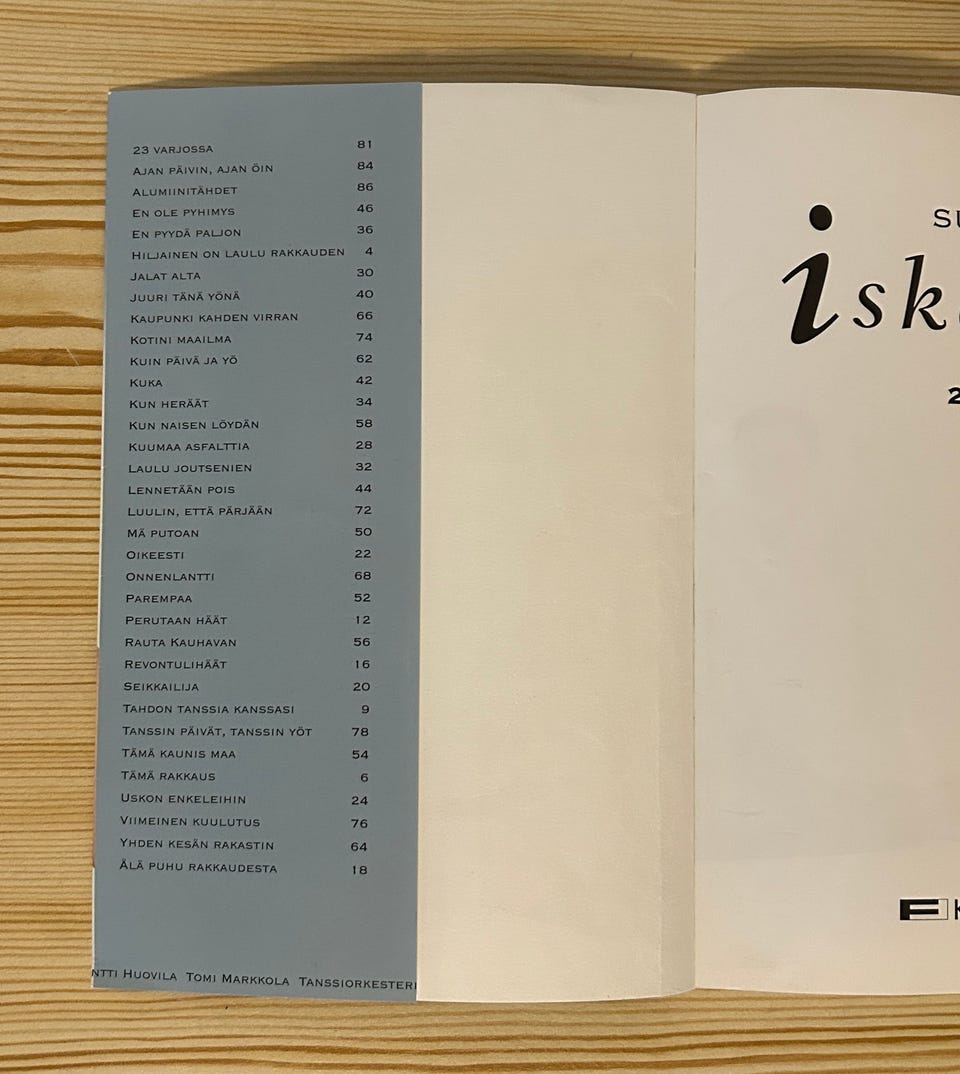 23 VARJOSSA 81
AJAN PÄIVIN, AJAN ÖIN 84
ALUMIINITÄHDET 86
EN OLE PYHIMYS 46
EN PYYDÄ PALJON 36
HILJAINEN ON LAULU RAKKAUDEN 4
JALAT ALTA 30
JUURI TÄNÄ YÖNÄ 40
KAUPUNKI KAHDEN VIRRAN 66
KOTINI MAAILMA 74
KUIN PÄIVÄ JA YÖ 62
KUKA 42
KUN HERÄÄT 34
KUN NAISEN LÖYDÄN 58
KUUMAA ASFALTTIA 28
LAULU JOUTSENIEN 32
LENNETÄÄN POIS 44
LUULIN, ETTÄ PÄRJÄÄN 72
MÄ PUTOAN 50
OIKEESTI 22
ONNENLANTTI 68
PAREMPAA 52
PERUTAAN HÄÄT 12
RAUTA KAUHAVAN 56
REVONTULIHÄÄT 16
SEIKKAILIJA 20
TAHDON TANSSIA KANSSASI 9
TANSSIN PÄIVÄT, TANSSIN YÖT 78
TÄMÄ KAUNIS MAA 54
TÄMÄ RAKKAUS 6
USKON ENKELEIHIN 24
VIIMEINEN KUULUTUS 76
YHDEN KESÄN RAKASTIN 64
ÄLÄ PUHU RAKKAUDESTA 18
NTTI HUOVILA TOMI MARKKOLA TANSSIORKESTERI
SU
isk
2
F K